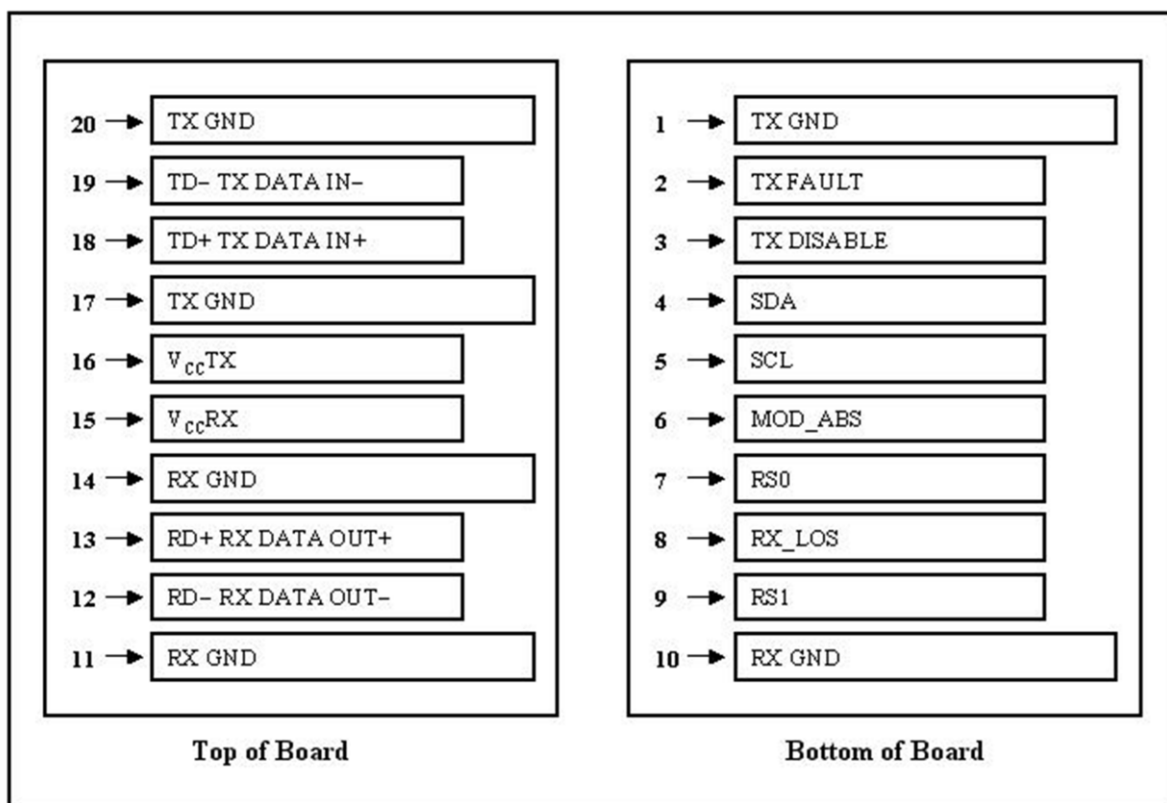 20 TX GND
19 TD− TX DATA IN−
18 TD+ TX DATA IN+
17 TX GND
16 VCCTX
15 VCCRX
14 RX GND
13 RD+ RX DATA OUT+
12 RD− RX DATA OUT−
11 RX GND
Top of Board
1 TX GND
2 TX FAULT
3 TX DISABLE
4 SDA
5 SCL
6 MOD_ABS
7 RS0
8 RX_LOS
9 RS1
10 RX GND
Bottom of Board